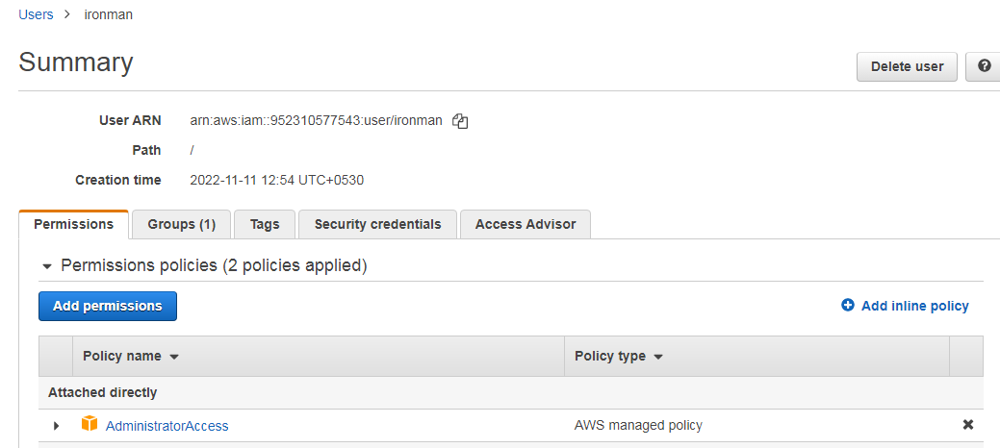 Users > ironman
Summary
Delete user
User ARN arn:aws:iam::952310577543:user/ironman
Path /
Creation time 2022-11-11 12:54 UTC+0530
Permissions Groups (1) Tags Security credentials Access Advisor
Permissions policies (2 policies applied)
Add permissions Add inline policy
Policy name Policy type
Attached directly
AdministratorAccess AWS managed policy